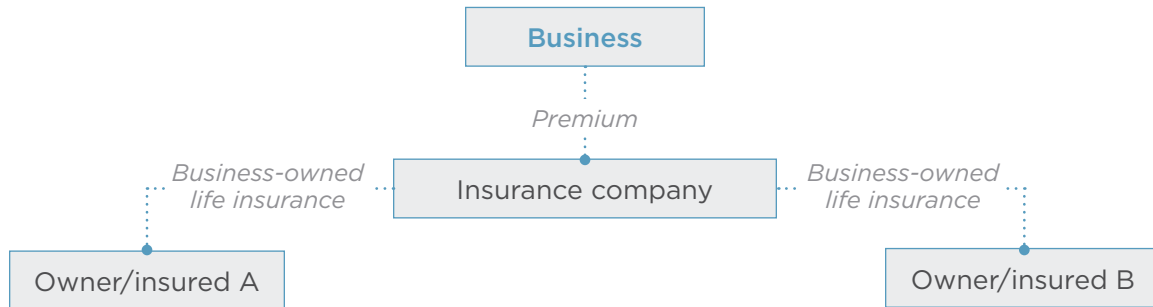 Business
Premium
Business-owned
life insurance
Insurance company
Business-owned
life insurance
Owner/insured A
Owner/insured B